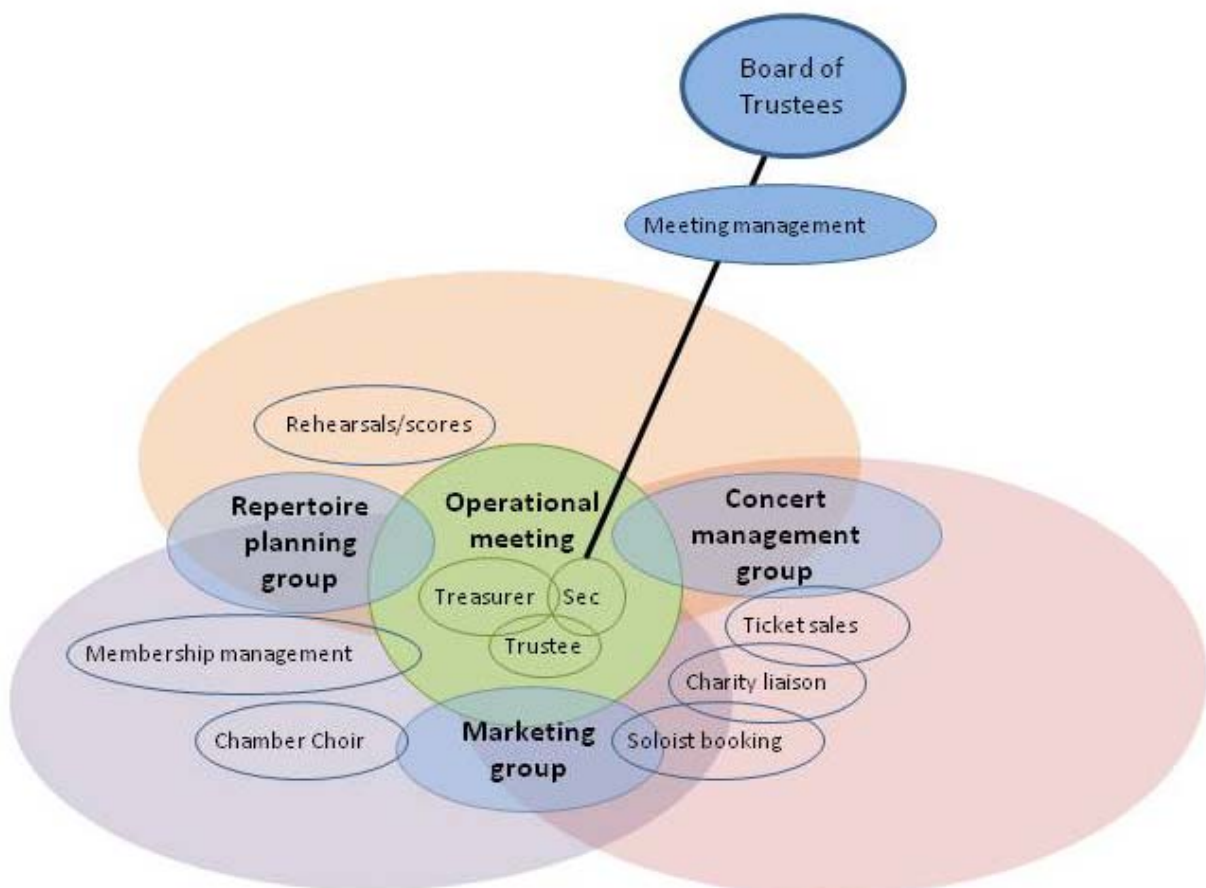 Board of
Trustees
Meeting management
Rehearsals/scores
Repertoire
planning
group
Operational
meeting
Concert
management
group
Treasurer
Sec
Trustee
Ticket sales
Membership management
Charity liaison
Chamber Choir
Marketing
group
Soloist booking